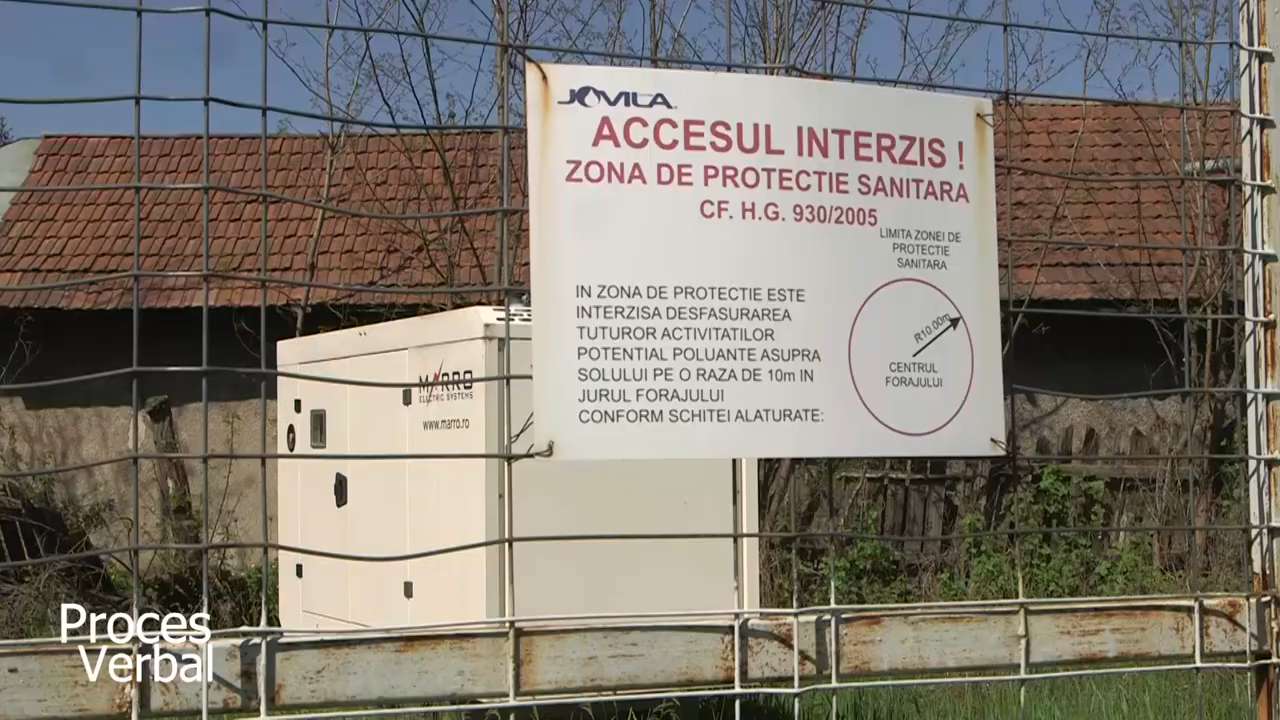 JOVILA
ACCESUL INTERZIS !
ZONA DE PROTECTIE SANITARA
CF. H.G. 930/2005
LIMITA ZONEI DE
PROTECTIE
SANITARA
IN ZONA DE PROTECTIE ESTE
INTERZISA DESFASURAREA
TUTUROR ACTIVITATILOR
POTENTIAL POLUANTE ASUPRA
SOLULUI PE O RAZA DE 10m IN
JURUL FORAJULUI
CONFORM SCHITEI ALATURATE:
R10.00m
CENTRUL
FORAJULUI
MARRO
ELECTRIC SYSTEMS
www.marro.ro
Proces
Verbal